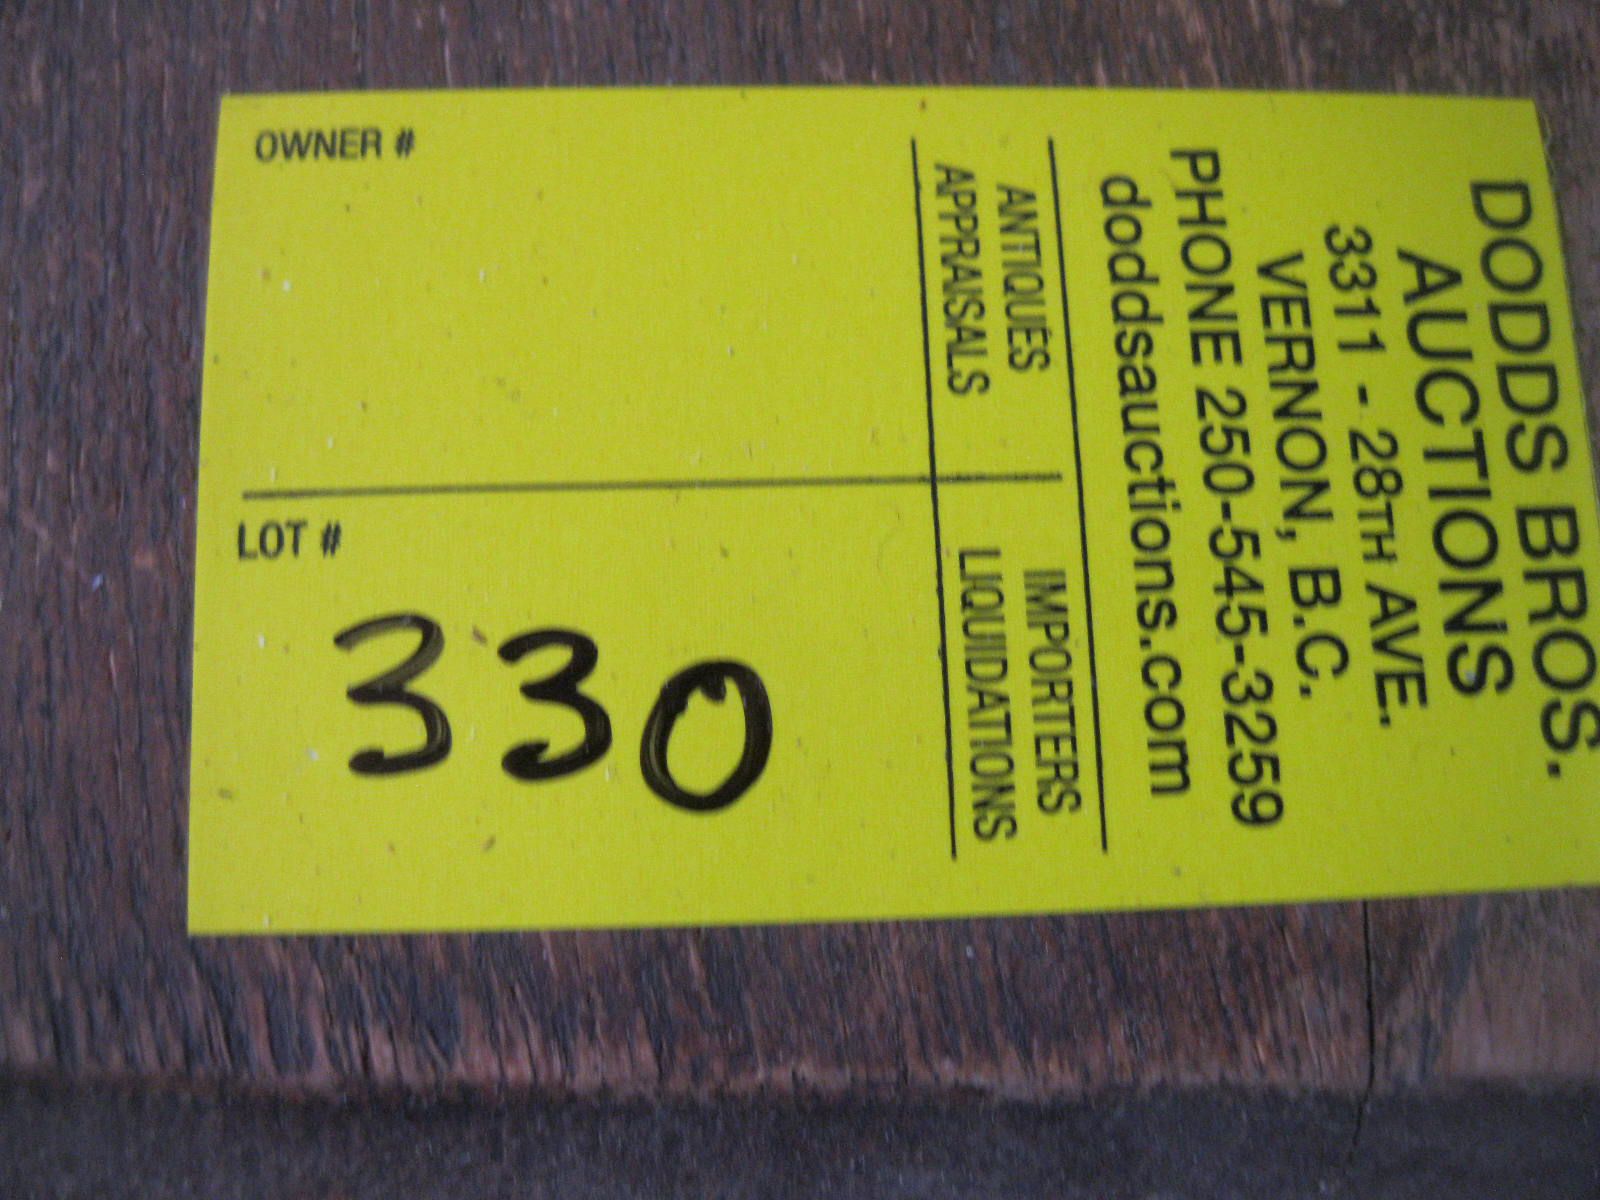 DODDS BROS.
AUCTIONS
3311 - 28TH AVE.
VERNON, B.C.
PHONE 250-545-3259
doddsauctions.com
ANTIQUES IMPORTERS
APPRAISALS LIQUIDATIONS
OWNER #
LOT #
330